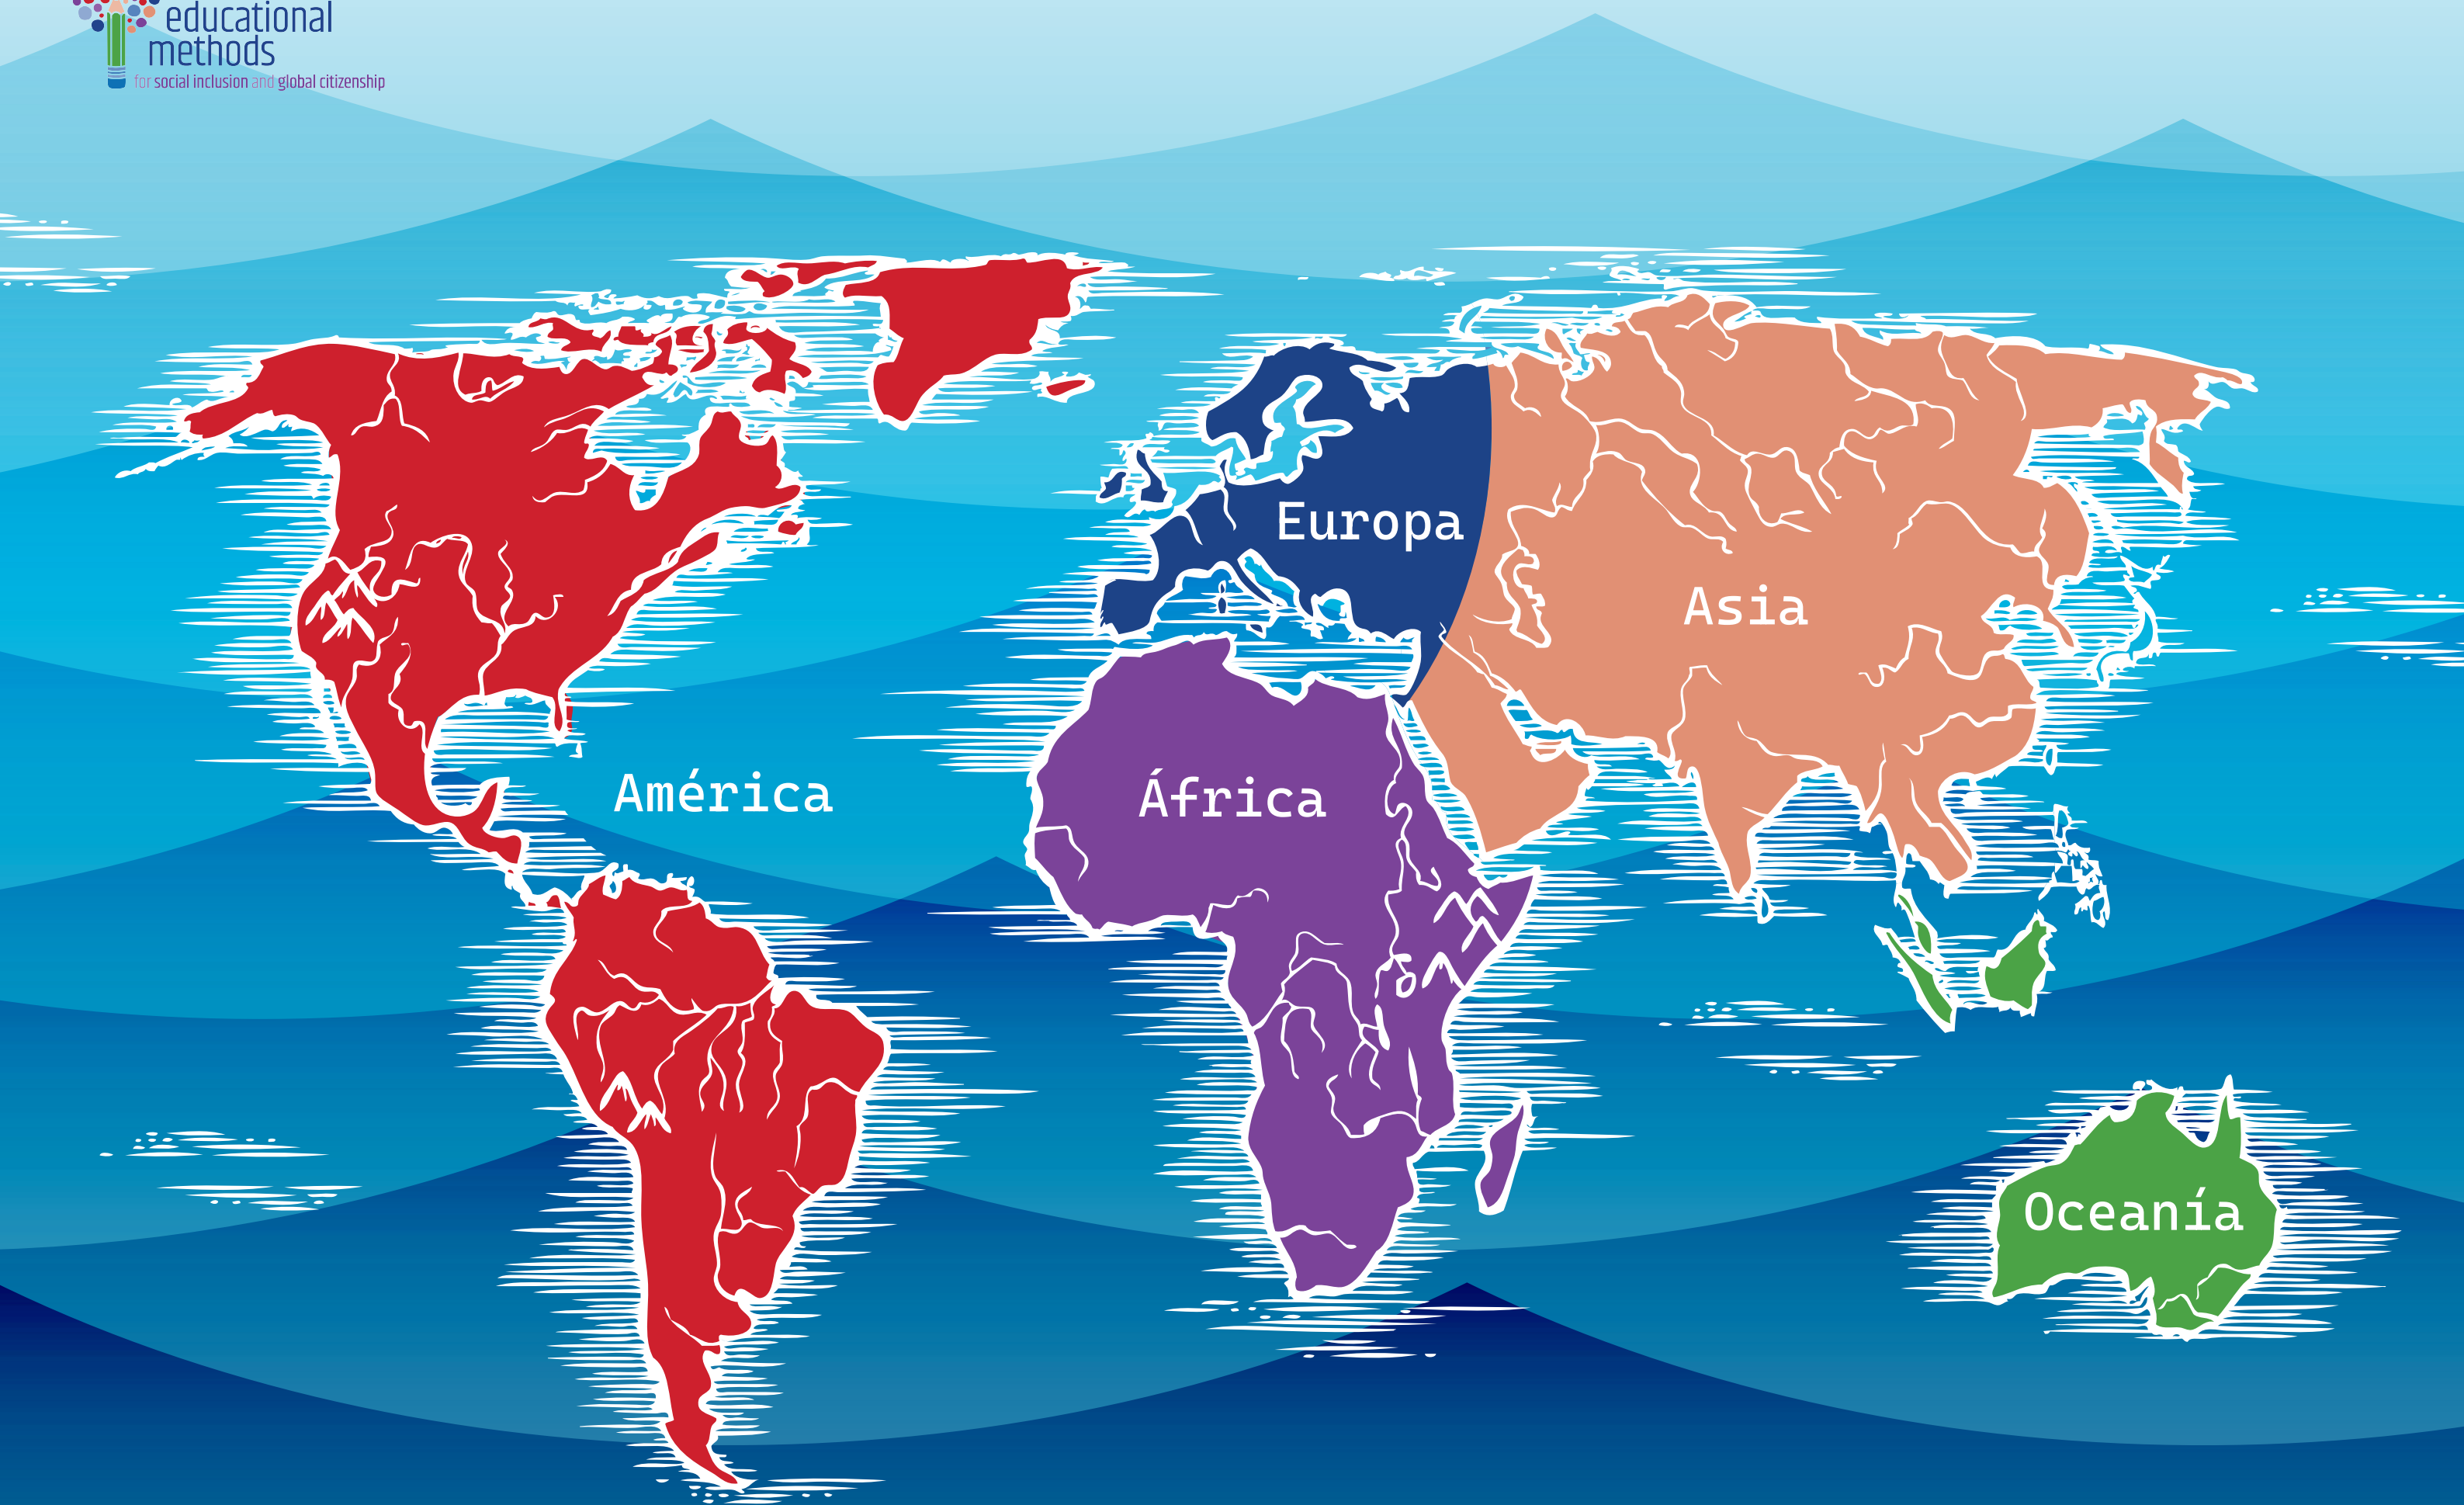 educational
methods
for social inclusion and global citizenship
Europa
Asia
América
África
Oceanía